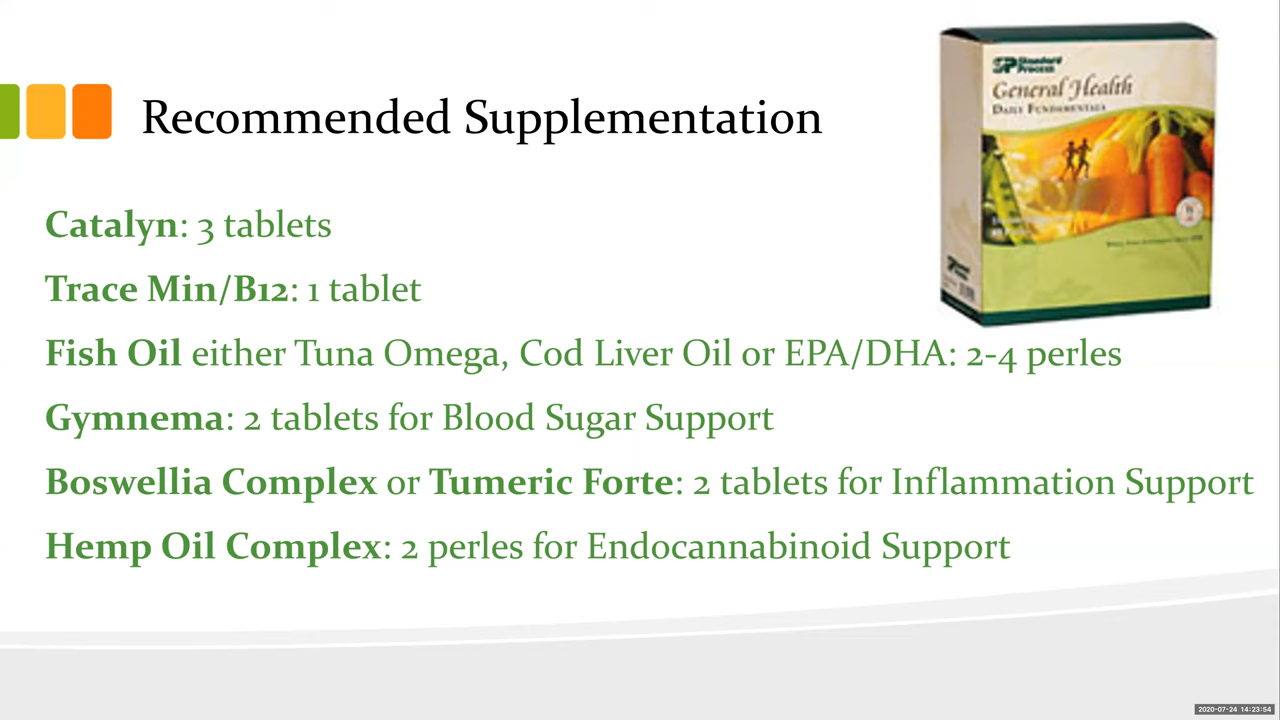 Recommended Supplementation
SP Standard
Process
General Health
DAILY FUNDAMENTALS
Catalyn: 3 tablets
Trace Min/B12: 1 tablet
Fish Oil either Tuna Omega, Cod Liver Oil or EPA/DHA: 2-4 perles
Gymnema: 2 tablets for Blood Sugar Support
Boswellia Complex or Tumeric Forte: 2 tablets for Inflammation Support
Hemp Oil Complex: 2 perles for Endocannabinoid Support
2020-07-24 14:23:54